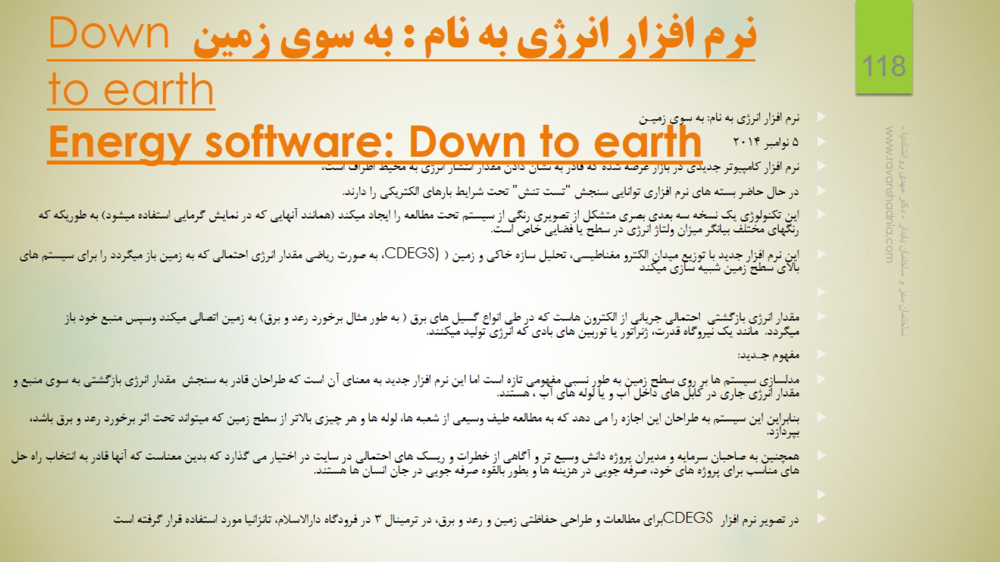 نرم افزار انرژی به نام : به سوی زمین Down
to earth
Energy software: Down to earth
118
نرم افزار انرژی به نام: به سوی زمیـن
۵ نوامبر ۲۰۱۴
نرم افزار کامپیوتر جدیدی در بازار عرضه شده که قادر به نشان دادن مقدار انتشار انرژی به محیط اطراف است،
در حال حاضر بسته های نرم افزاری توانایی سنجش "تست تنش" تحت شرایط بارهای الکتریکی را دارند.
این تکنولوژی یک نسخه سه بعدی بصری متشکل از تصویری رنگی از سیستم تحت مطالعه را ایجاد میکند (همانند آنهایی که در نمایش گرمایی استفاده میشود) به طوریکه که
رنگهای مختلف بیانگر میزان ولتاژ انرژی در سطح یا فضایی خاص است.
این نرم افزار جدید با توزیع میدان الکترو مغناطیسی، تحلیل سازه خاکی و زمین ( (CDEGS، به صورت ریاضی مقدار انرژی احتمالی که به زمین باز میگردد را برای سیستم های
بالای سطح زمین شبیه سازی میکند
مقدار انرژی بازگشتی احتمالی جریانی از الکترون هاست که در طی انواع گسیل های برق ( به طور مثال برخورد رعد و برق) به زمین اتصالی میکند وسپس منبع خود باز
میگردد. مانند یک نیروگاه قدرت، ژنراتور یا توربین های بادی که انرژی تولید میکنند.
مفهوم جـدید:
مدلسازی سیستم ها بر روی سطح زمین به طور نسبی مفهومی تازه است اما این نرم افزار جدید به معنای آن است که طراحان قادر به سنجش مقدار انرژی بازگشتی به سوی منبع و
مقدار انرژی جاری در کابل های داخل آب و یا لوله های آب ، هستند.
بنابراین این سیستم به طراحان این اجازه را می دهد که به مطالعه طیف وسیعی از شعبه ها، لوله ها و هر چیزی بالاتر از سطح زمین که میتواند تحت اثر برخورد رعد و برق باشد،
بپردازد.
همچنین به صاحبان سرمایه و مدیران پروژه دانش وسیع تر و آگاهی از خطرات و ریسک های احتمالی در سایت در اختیار می گذارد که بدین معناست که آنها قادر به انتخاب راه حل
های مناسب برای پروژه های خود، صرفه جویی در هزینه ها و بطور بالقوه صرفه جویی در جان انسان ها هستند.
در تصویر نرم افزار CDEGSبرای مطالعات و طراحی حفاظتی زمین و رعد و برق، در ترمینال ۳ در فرودگاه دارالاسلام، تانزانیا مورد استفاده قرار گرفته است
ساختمان سبز و ساختمان پایدار - دکتر مهدی روانشادنیا -
www.ravanshadnia.com